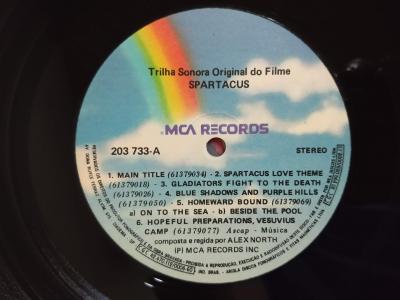 Trilha Sonora Original do Filme
SPARTACUS
MCA RECORDS
203 733-A
STEREO
1. MAIN TITLE (61379034) - 2. SPARTACUS LOVE THEME
(61379018) - 3. GLADIATORS FIGHT TO THE DEATH
(61379026) - 4. BLUE SHADOWS AND PURPLE HILLS
(61379050) - 5. HOMEWARD BOUND (61379069)
a) ON TO THE SEA - b) BESIDE THE POOL
6. HOPEFUL PREPARATIONS, VESUVIUS
CAMP (61379077) Ascap - Música
composta e regida por ALEX NORTH
(P) MCA RECORDS INC